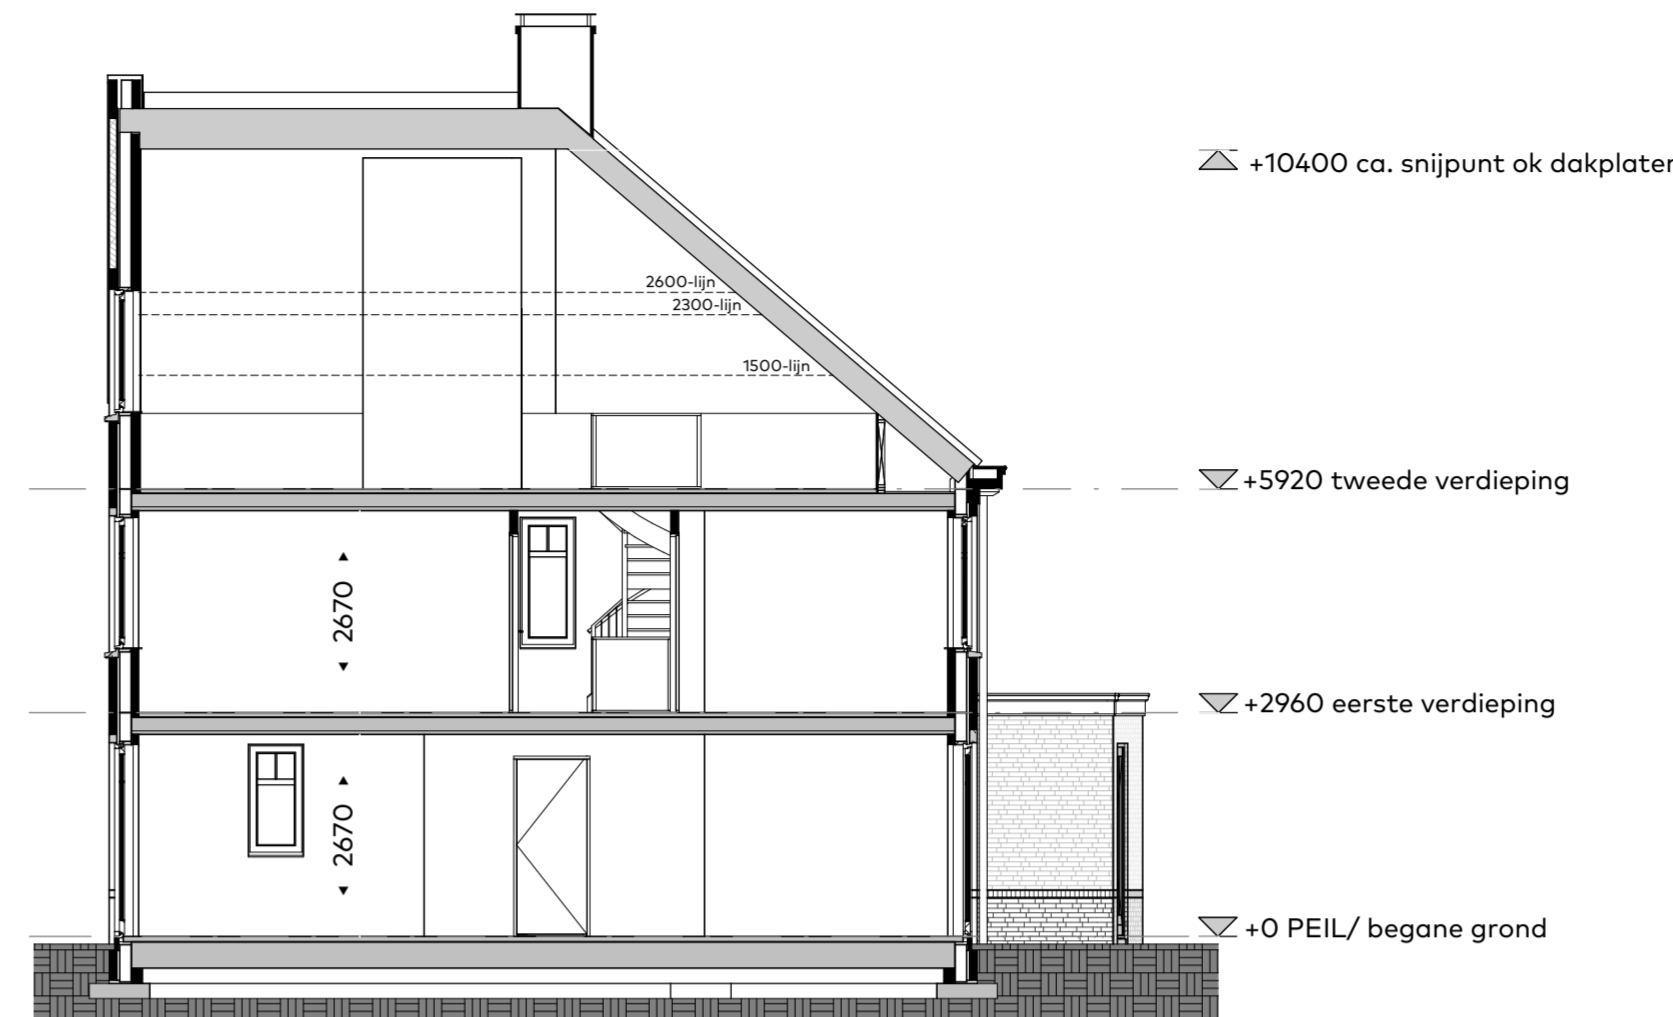 +10400 ca. snijpunt ok dakplaten
2600-lijn
2300-lijn
1500-lijn
+5920 tweede verdieping
2670
+2960 eerste verdieping
2670
+0 PEIL/ begane grond